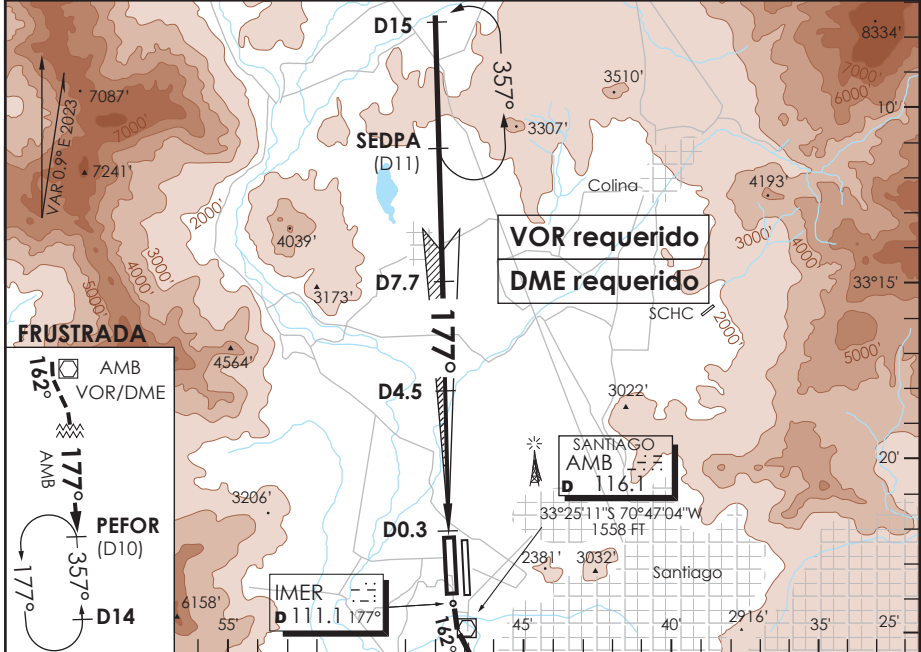 D15
8334'
7000'
6000'
3510'
7087'
7000'
10'
357°
3307'
SEDPA
(D11)
VAR 0.9° E 2023
7241'
Colina
4193'
2000'
4039'
3000'
4000'
3000'
4000'
5000'
VOR requerido
DME requerido
D7.7
33°15'
3173'
SCHC
2000'
177°
FRUSTRADA
4564'
5000'
162°
AMB
VOR/DME
D4.5
3022'
SANTIAGO
AMB
D 116.1
20'
177°
AMB
3206'
33°25'11"S 70°47'04"W
1558 FT
PEFOR
(D10)
D0.3
357°
177°
2381'
3032'
Santiago
IMER
D 111.1 177°
D14
6158'
55'
162°
45'
40'
2916'
35'
25'